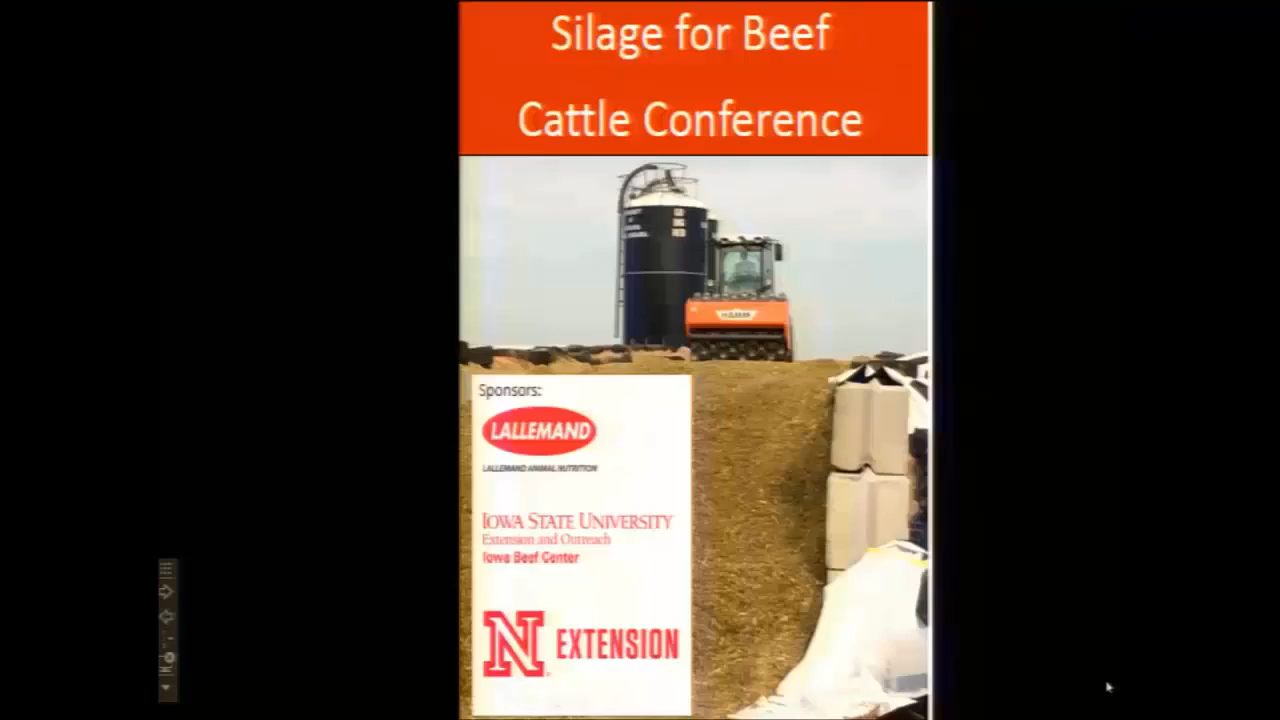 Silage for Beef
Cattle Conference
HAMM
Sponsors:
LALLEMAND
LALLEMAND ANIMAL NUTRITION
IOWA STATE UNIVERSITY
Extension and Outreach
Iowa Beef Center
N EXTENSION